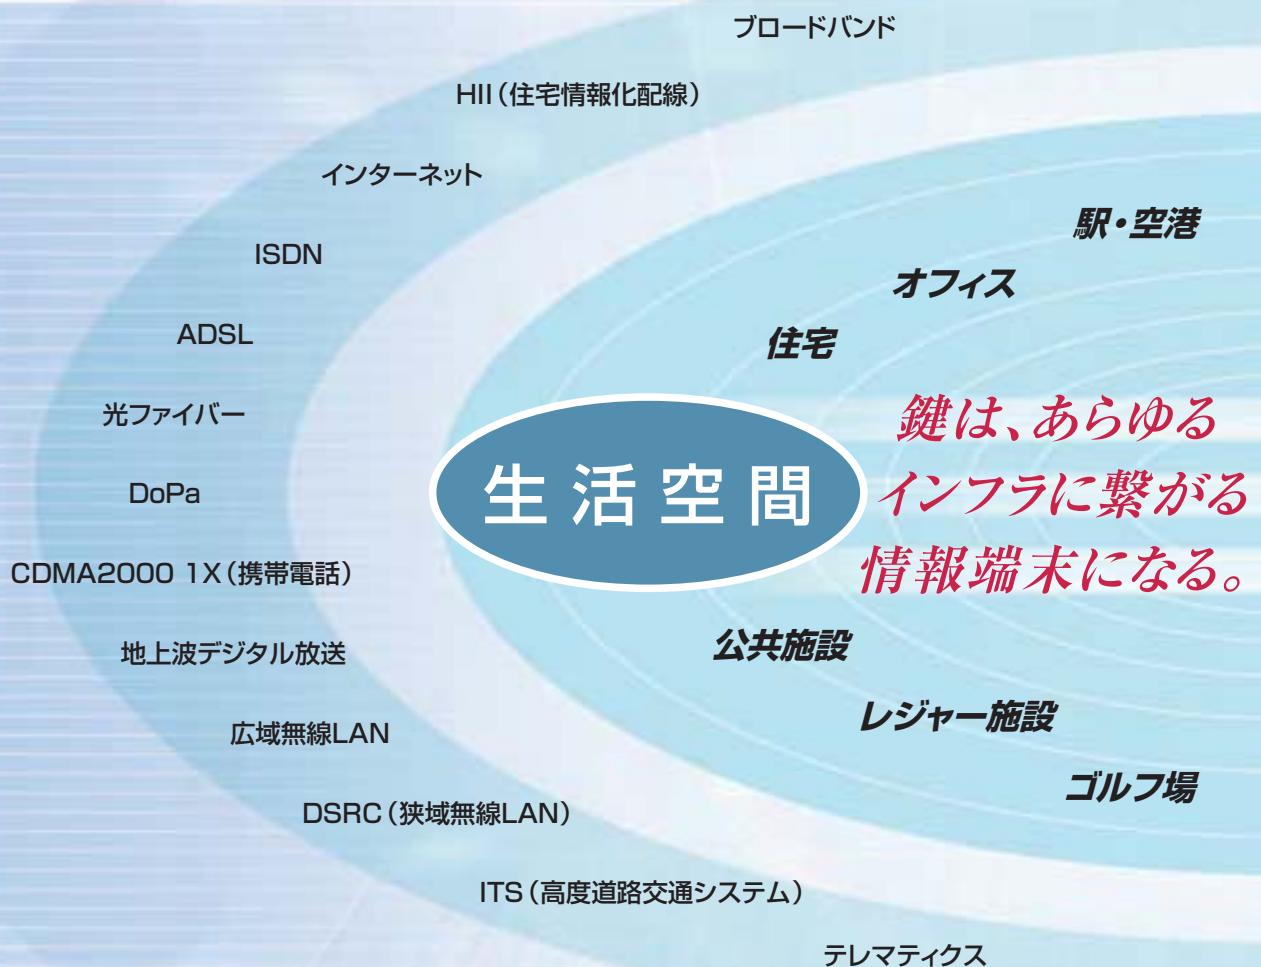 ブロードバンド
HII（住宅情報化配線）
インターネット
ISDN
ADSL
光ファイバー
DoPa
CDMA2000 1X（携帯電話）
地上波デジタル放送
広域無線LAN
DSRC（狭域無線LAN）
ITS（高度道路交通システム）
テレマティクス
駅・空港
オフィス
住宅
生活空間
鍵は、あらゆる
インフラに繋がる
情報端末になる。
公共施設
レジャー施設
ゴルフ場